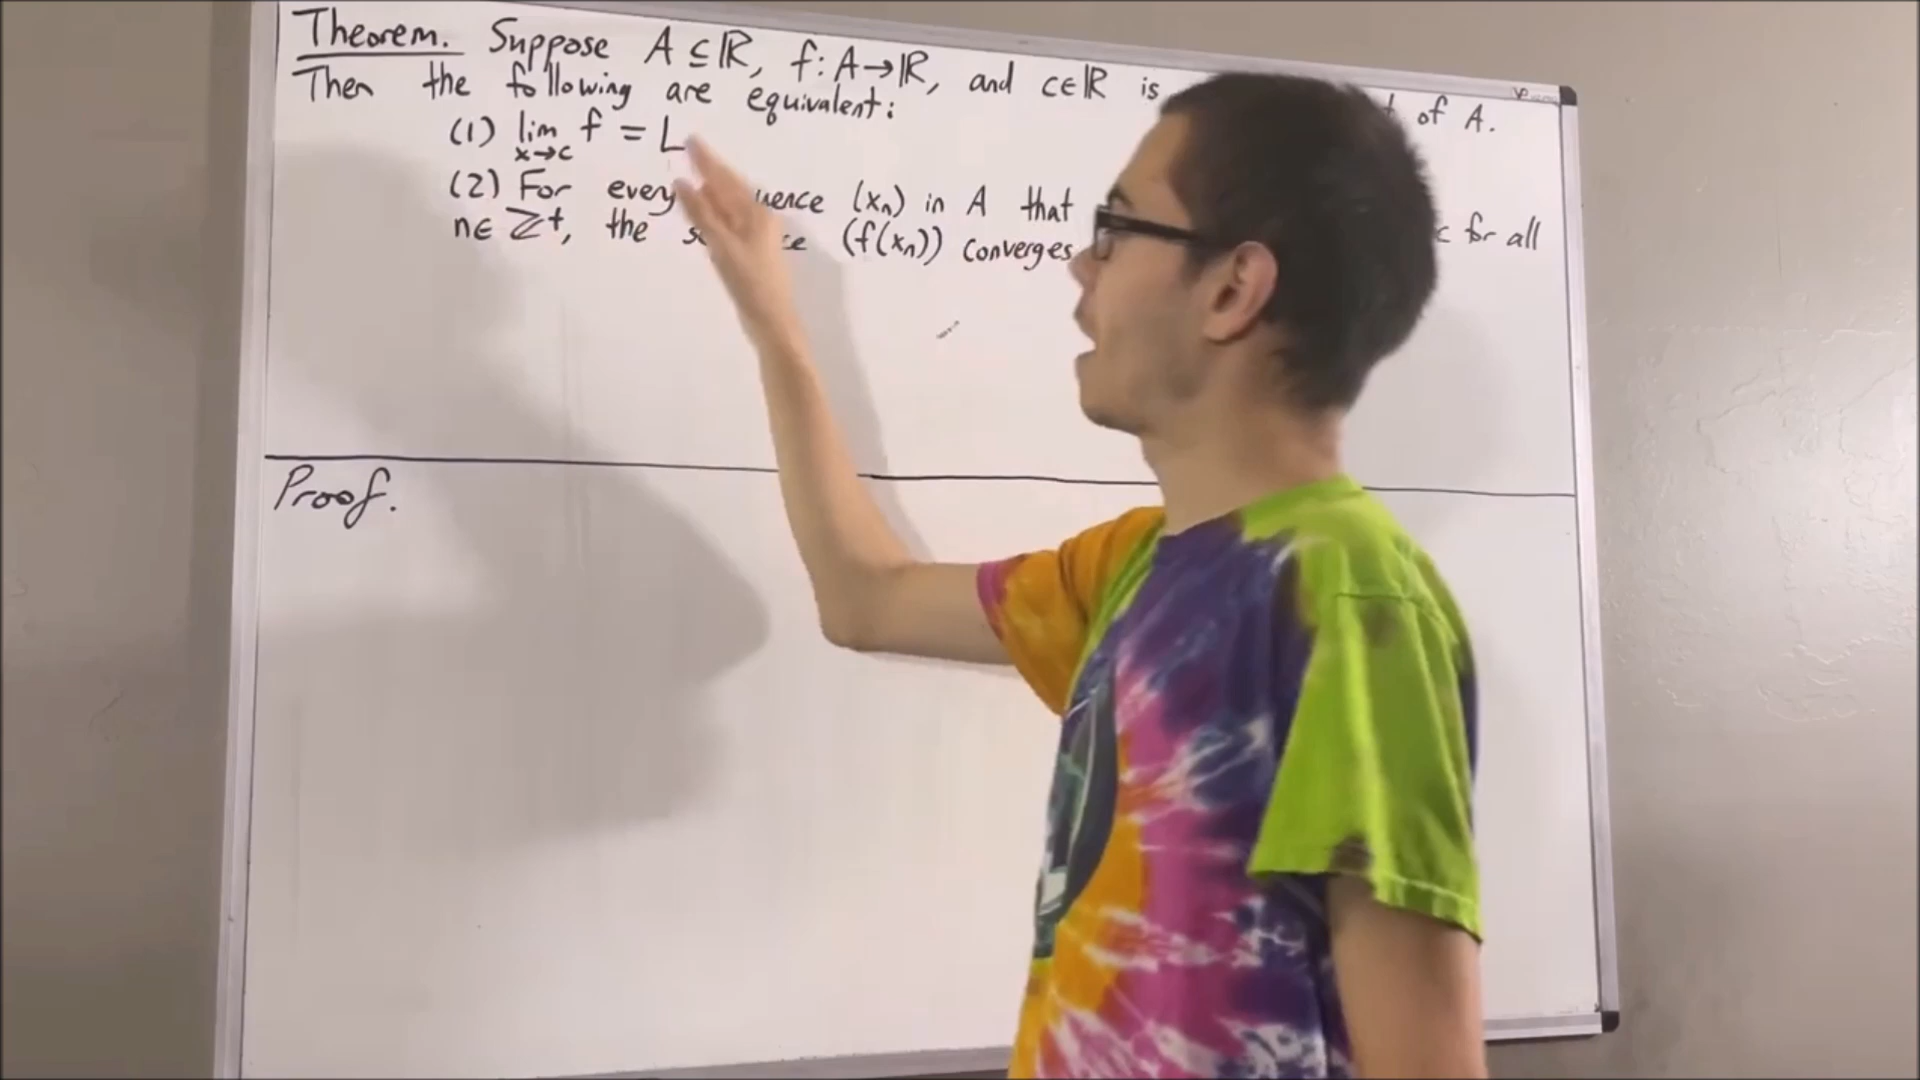 Theorem. Suppose A ⊆ ℝ, f: A → ℝ, and c ∈ ℝ is of A.
Then the following are equivalent:
(1) lim f = L
x→c
(2) For every (xₙ) in A that c for all
n ∈ ℤ⁺, the (f(xₙ)) converges
Proof.